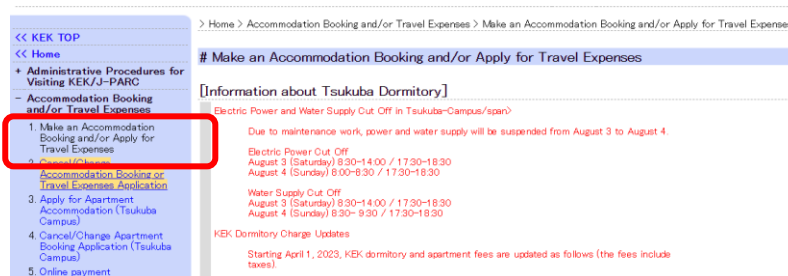 > Home > Accommodation Booking and/or Travel Expenses > Make an Accommodation Booking and/or Apply for Travel Expense
<< KEK TOP
<< Home
+ Administrative Procedures for
Visiting KEK/J-PARC
− Accommodation Booking
and/or Travel Expenses
1. Make an Accommodation
Booking and/or Apply for
Travel Expenses
2. Cancel/Change
Accommodation Booking or
Travel Expenses Application
3. Apply for Apartment
Accommodation (Tsukuba
Campus)
4. Cancel/Change Apartment
Booking Application (Tsukuba
Campus)
5. Online payment
# Make an Accommodation Booking and/or Apply for Travel Expenses
[Information about Tsukuba Dormitory]
Electric Power and Water Supply Cut Off in Tsukuba-Campus/span>
Due to maintenance work, power and water supply will be suspended from August 3 to August 4.
Electric Power Cut Off
August 3 (Saturday) 8:30-14:00 / 17:30-18:30
August 4 (Sunday) 8:00-8:30 / 17:30-18:30
Water Supply Cut Off
August 3 (Saturday) 8:30-14:00 / 17:30-18:30
August 4 (Sunday) 8:30- 9:30 / 17:30-18:30
KEK Dormitory Charge Updates
Starting April 1, 2023, KEK dormitory and apartment fees are updated as follows (the fees include
taxes).